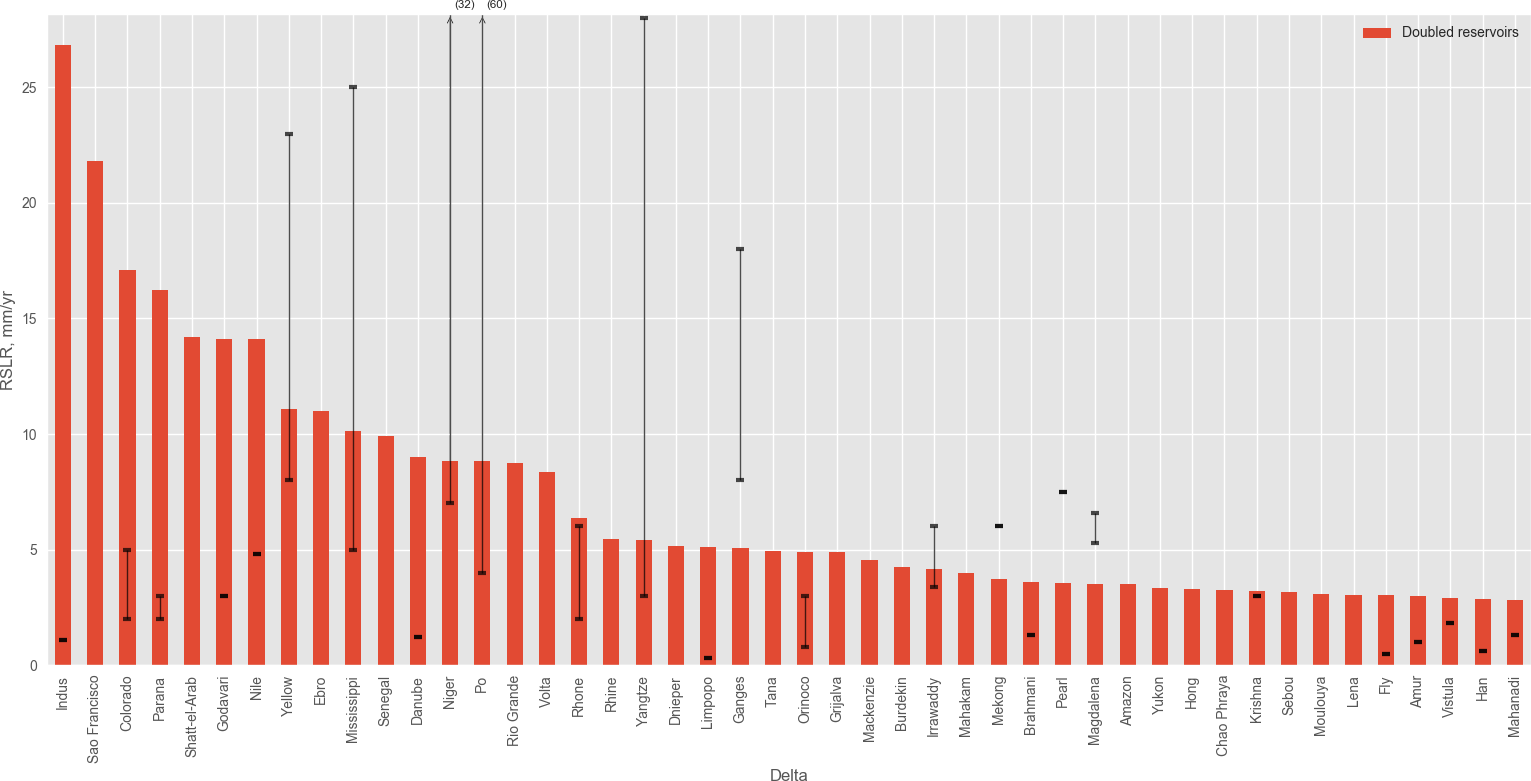 (32)
(60)
Doubled reservoirs
RSLR, mm/yr
25
20
15
10
5
0
Indus
Sao Francisco
Colorado
Parana
Shatt-el-Arab
Godavari
Nile
Yellow
Ebro
Mississippi
Senegal
Danube
Niger
Po
Rio Grande
Volta
Rhone
Rhine
Yangtze
Dnieper
Limpopo
Ganges
Tana
Orinoco
Grijalva
Mackenzie
Burdekin
Irrawaddy
Mahakam
Mekong
Brahmani
Pearl
Magdalena
Amazon
Yukon
Hong
Chao Phraya
Krishna
Sebou
Moulouya
Lena
Fly
Amur
Vistula
Han
Mahanadi
Delta